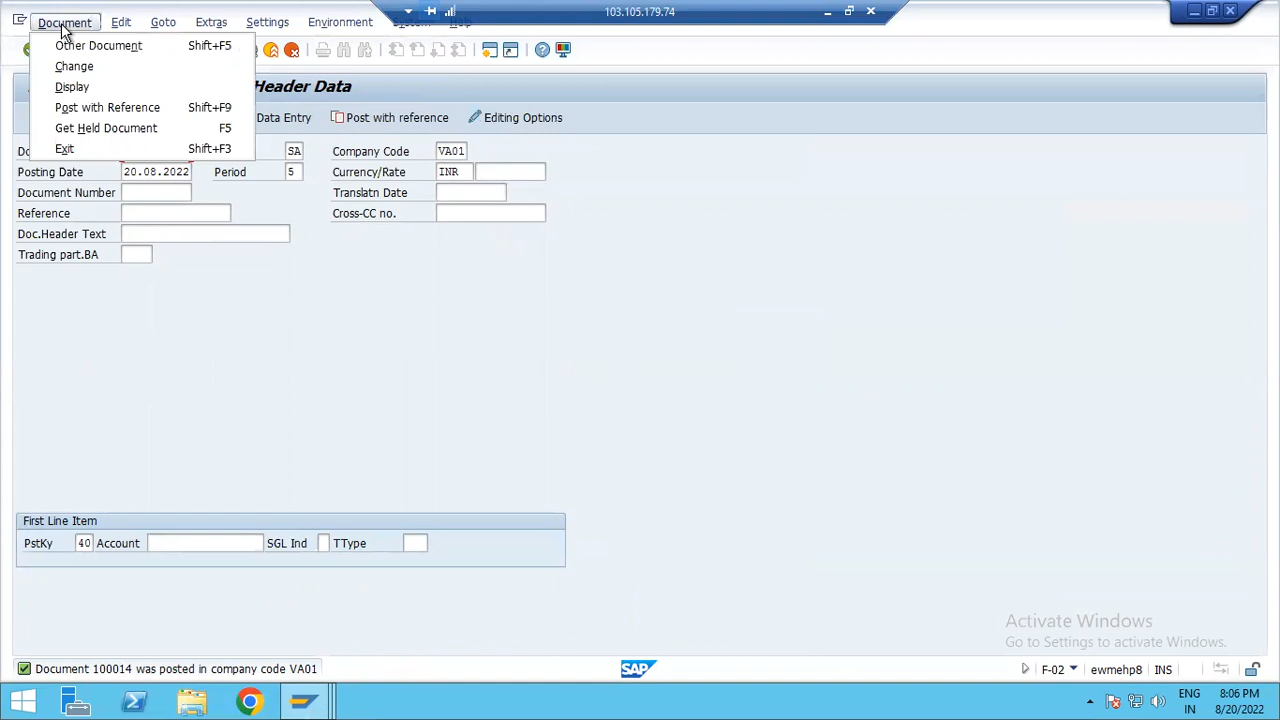 103.105.179.74
Document Edit Goto Extras Settings Environment System Help
Other Document Shift+F5
Change
Display
Post with Reference Shift+F9
Get Held Document F5
Exit Shift+F3
Header Data
Data Entry Post with reference Editing Options
SA Company Code VA01
Posting Date 20.08.2022 Period 5 Currency/Rate INR
Document Number Translatn Date
Reference Cross-CC no.
Doc.Header Text
Trading part.BA
First Line Item
PstKy 40 Account SGL Ind TType
Activate Windows
Go to Settings to activate Windows.
Document 100014 was posted in company code VA01 SAP F-02 ewmehp8 INS
ENG 8:06 PM
IN 8/20/2022